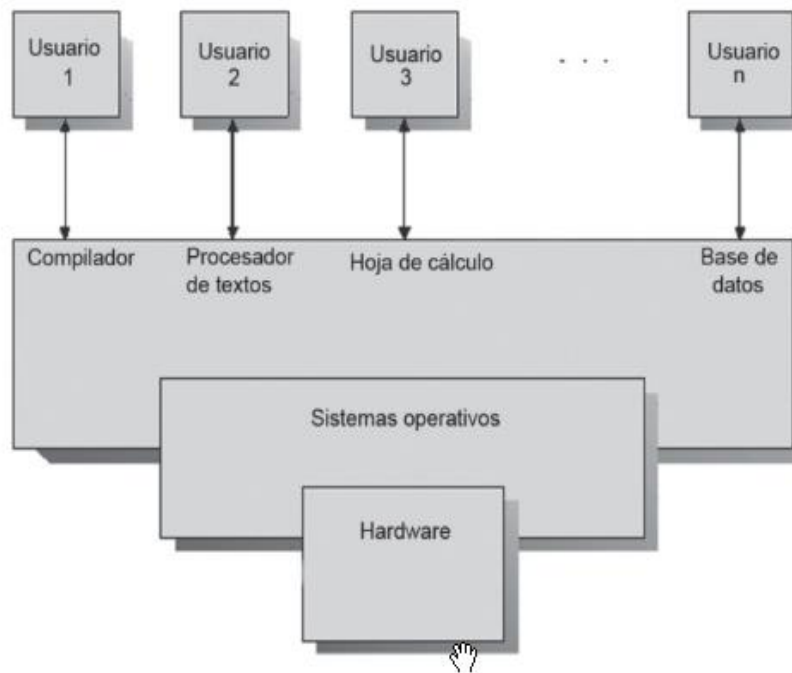 Usuario
1
Usuario
2
Usuario
3
. . .
Usuario
n
Compilador
Procesador
de textos
Hoja de cálculo
Base de
datos
Sistemas operativos
Hardware